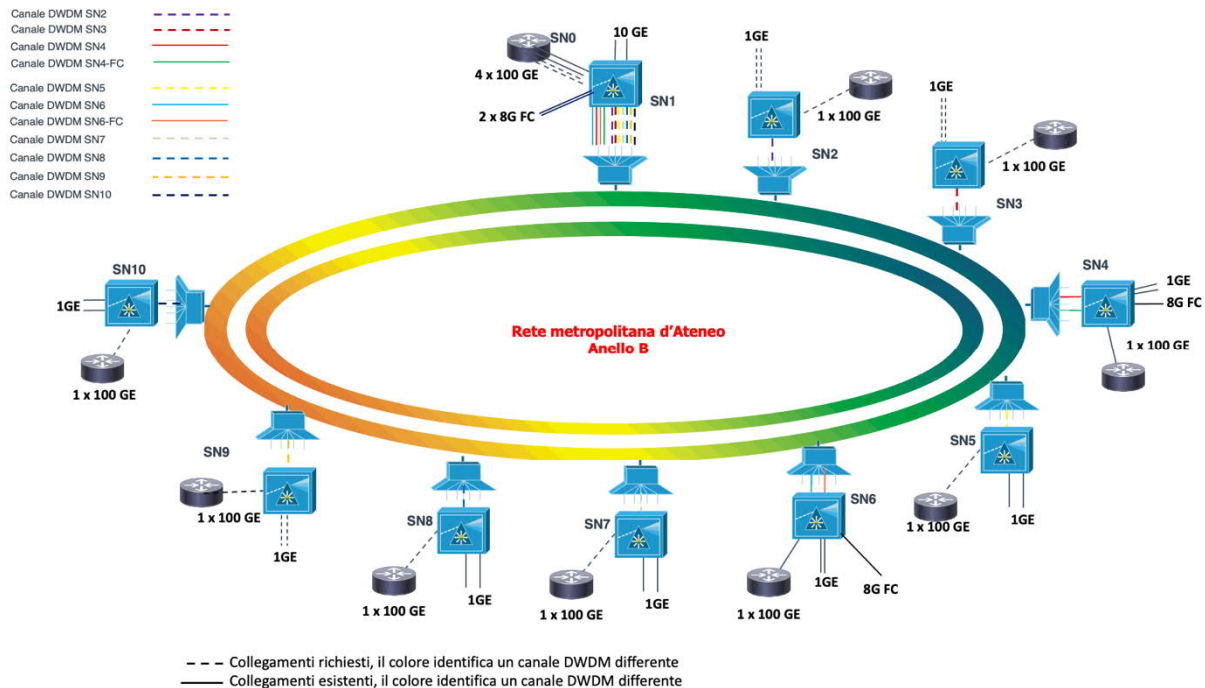 Canale DWDM SN2
Canale DWDM SN3
Canale DWDM SN4
Canale DWDM SN4-FC
Canale DWDM SN5
Canale DWDM SN6
Canale DWDM SN6-FC
Canale DWDM SN7
Canale DWDM SN8
Canale DWDM SN9
Canale DWDM SN10
SN0
10 GE
4 x 100 GE
2 x 8G FC
SN1
1GE
1 x 100 GE
SN2
1GE
1 x 100 GE
SN3
SN4
1GE
8G FC
1 x 100 GE
SN10
1GE
1 x 100 GE
Rete metropolitana d'Ateneo
Anello B
SN9
1 x 100 GE
1GE
SN8
1 x 100 GE
1GE
SN7
1 x 100 GE
1GE
SN6
1 x 100 GE
1GE
8G FC
SN5
1 x 100 GE
1GE
Collegamenti richiesti, il colore identifica un canale DWDM differente
Collegamenti esistenti, il colore identifica un canale DWDM differente